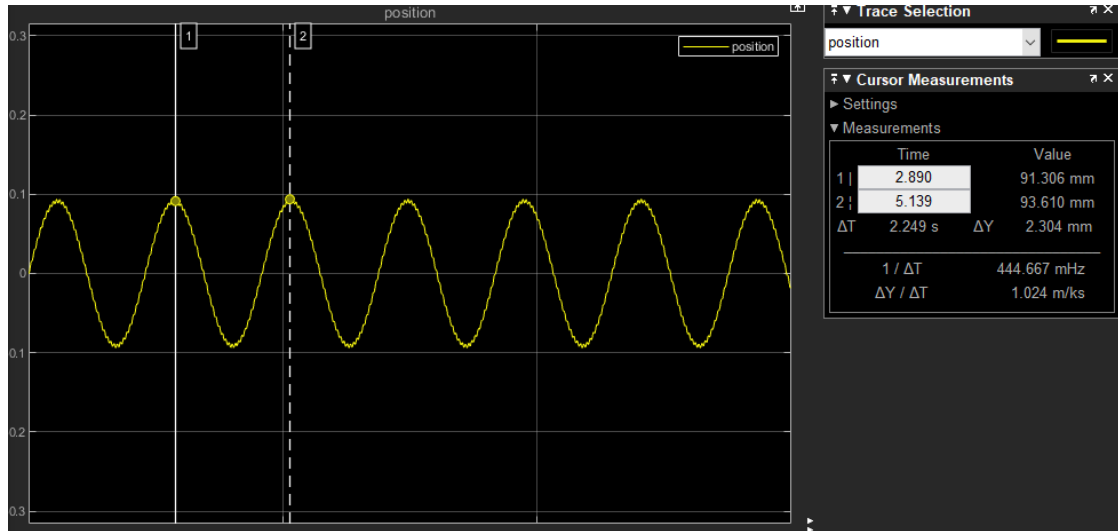 position
0.3
0.2
0.1
0
0.1
0.2
0.3
1
2
position
Trace Selection
position
Cursor Measurements
Settings
Measurements
Time Value
1 | 2.890 91.306 mm
2 ¦ 5.139 93.610 mm
ΔT 2.249 s ΔY 2.304 mm
1 / ΔT 444.667 mHz
ΔY / ΔT 1.024 m/ks